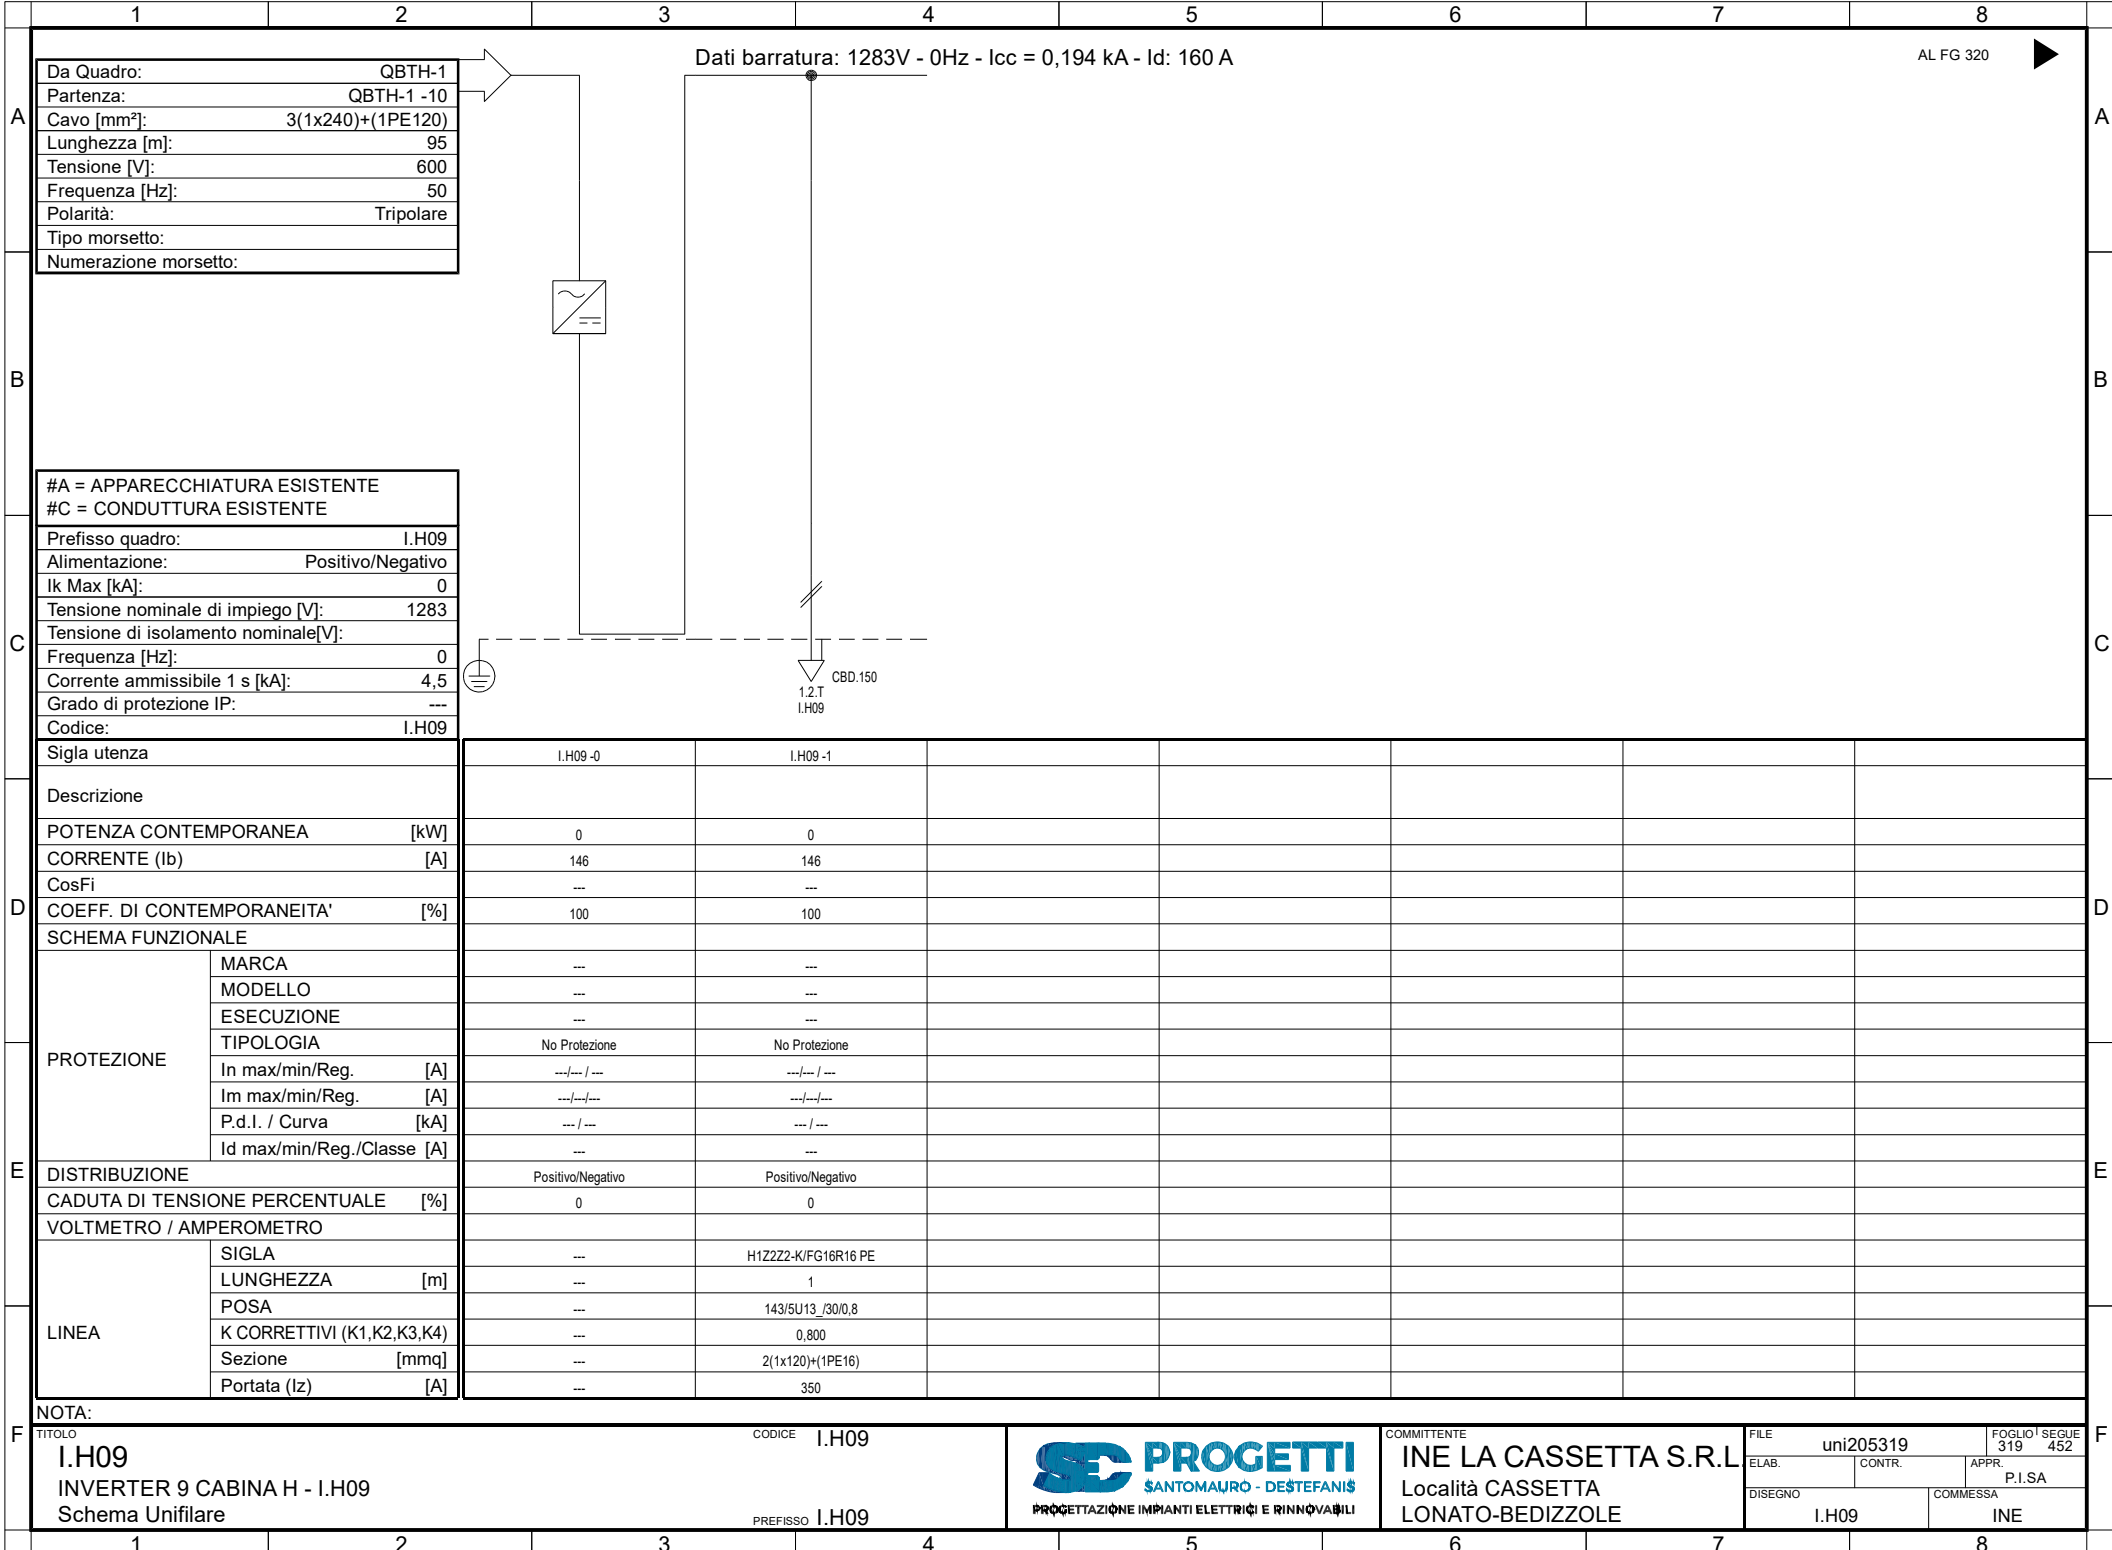 1 2 3 4 5 6 7 8
Dati barratura: 1283V - 0Hz - Icc = 0,194 kA - Id: 160 A
AL FG 320
Da Quadro: QBTH-1
Partenza: QBTH-1 -10
Cavo [mm²]: 3(1x240)+(1PE120)
Lunghezza [m]: 95
Tensione [V]: 600
Frequenza [Hz]: 50
Polarità: Tripolare
Tipo morsetto:
Numerazione morsetto:
A A
B B
#A = APPARECCHIATURA ESISTENTE
#C = CONDUTTURA ESISTENTE
Prefisso quadro: I.H09
Alimentazione: Positivo/Negativo
Ik Max [kA]: 0
Tensione nominale di impiego [V]: 1283
Tensione di isolamento nominale[V]:
Frequenza [Hz]: 0
Corrente ammissibile 1 s [kA]: 4,5
Grado di protezione IP: ---
Codice: I.H09
C C
CBD.150
1.2.T
I.H09
Sigla utenza I.H09 -0 I.H09 -1
Descrizione
POTENZA CONTEMPORANEA [kW] 0 0
CORRENTE (Ib) [A] 146 146
CosFi --- ---
D D
COEFF. DI CONTEMPORANEITA' [%] 100 100
SCHEMA FUNZIONALE
PROTEZIONE
MARCA --- ---
MODELLO --- ---
ESECUZIONE --- ---
TIPOLOGIA No Protezione No Protezione
In max/min/Reg. [A] ---/--- / --- ---/--- / ---
Im max/min/Reg. [A] ---/---/--- ---/---/---
P.d.I. / Curva [kA] --- / --- --- / ---
Id max/min/Reg./Classe [A] --- ---
E E
DISTRIBUZIONE Positivo/Negativo Positivo/Negativo
CADUTA DI TENSIONE PERCENTUALE [%] 0 0
VOLTMETRO / AMPEROMETRO
LINEA
SIGLA --- H1Z2Z2-K/FG16R16 PE
LUNGHEZZA [m] --- 1
POSA --- 143/5U13_/30/0,8
K CORRETTIVI (K1,K2,K3,K4) --- 0,800
Sezione [mmq] --- 2(1x120)+(1PE16)
Portata (Iz) [A] --- 350
NOTA:
F F
TITOLO
I.H09
INVERTER 9 CABINA H - I.H09
Schema Unifilare
CODICE I.H09
PREFISSO I.H09
SD PROGETTI
SANTOMAURO - DESTEFANIS
PROGETTAZIONE IMPIANTI ELETTRICI E RINNOVABILI
COMMITTENTE
INE LA CASSETTA S.R.L.
Località CASSETTA
LONATO-BEDIZZOLE
FILE uni205319
FOGLIO 319 SEGUE 452
ELAB. CONTR. APPR. P.I.SA
DISEGNO I.H09
COMMESSA INE
1 2 3 4 5 6 7 8